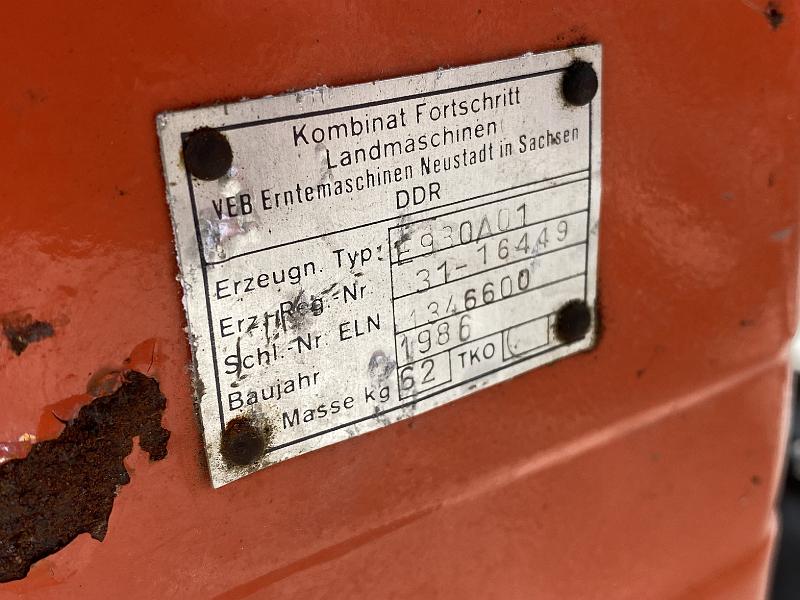 Kombinat Fortschritt
Landmaschinen
VEB Erntemaschinen Neustadt in Sachsen
DDR
Erzeugn. Typ: E930A01
Erz.-Reg.-Nr. 31-16449
Schl.-Nr. ELN 1346600
Baujahr 1986
Masse kg 62 TKO